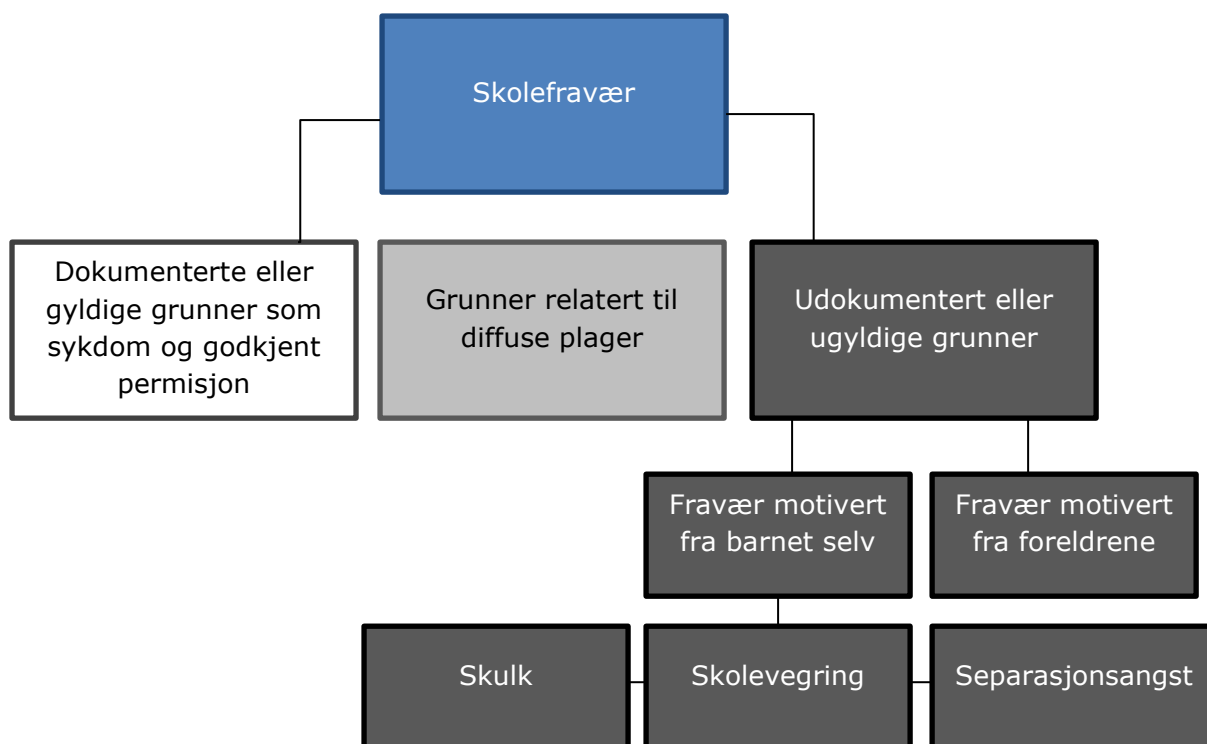 Skolefravær
Dokumenterte eller
gyldige grunner som
sykdom og godkjent
permisjon
Grunner relatert til
diffuse plager
Udokumentert eller
ugyldige grunner
Fravær motivert
fra barnet selv
Fravær motivert
fra foreldrene
Skulk
Skolevegring
Separasjonsangst